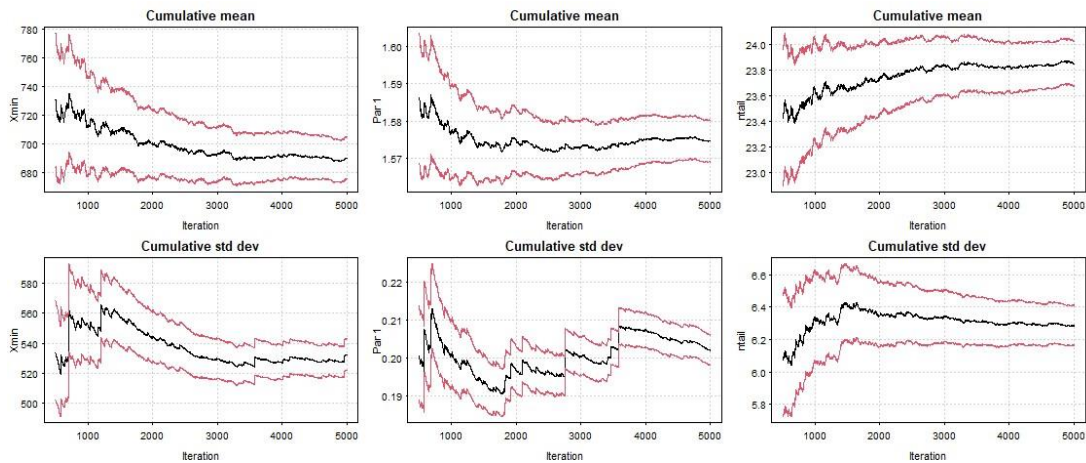 Cumulative mean
780
760
740
720
700
680
Xmin
1000 2000 3000 4000 5000
Iteration
Cumulative mean
1.60
1.59
1.58
1.57
Par 1
1000 2000 3000 4000 5000
Iteration
Cumulative mean
24.0
23.8
23.6
23.4
23.2
23.0
ntail
1000 2000 3000 4000 5000
Iteration
Cumulative std dev
580
560
540
520
500
Xmin
1000 2000 3000 4000 5000
Iteration
Cumulative std dev
0.22
0.21
0.20
0.19
Par 1
1000 2000 3000 4000 5000
Iteration
Cumulative std dev
6.6
6.4
6.2
6.0
5.8
ntail
1000 2000 3000 4000 5000
Iteration